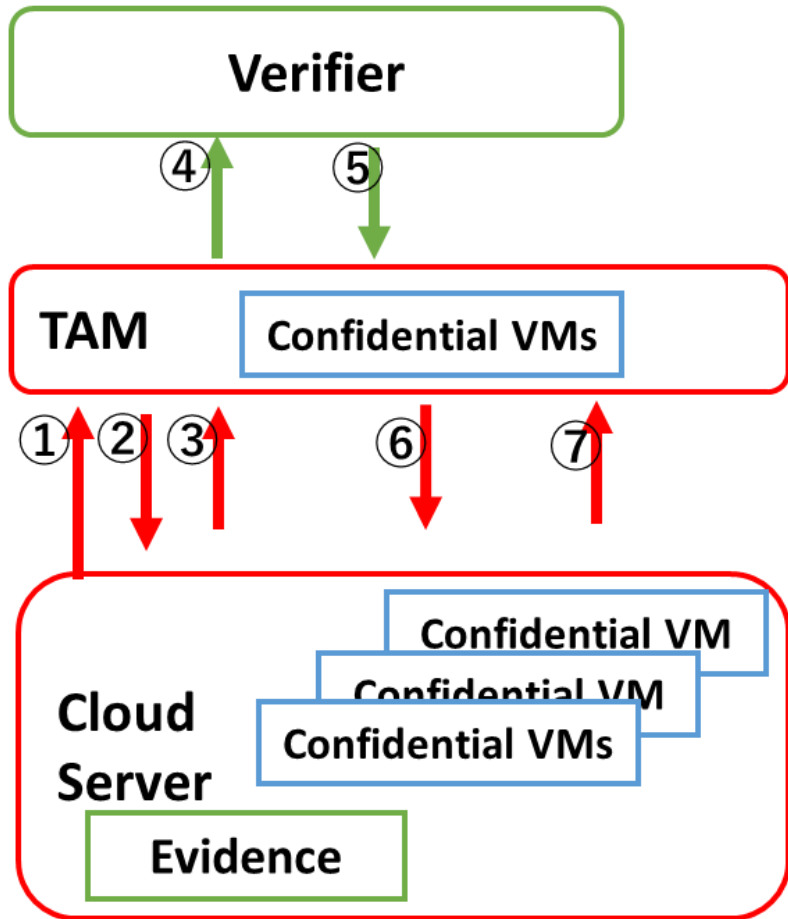 Verifier
④ ⑤
TAM
Confidential VMs
① ② ③ ⑥ ⑦
Confidential VM
Confidential VM
Confidential VMs
Cloud
Server
Evidence